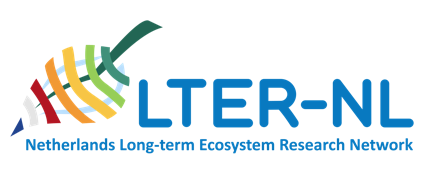 LTER-NL
Netherlands Long-term Ecosystem Research Network